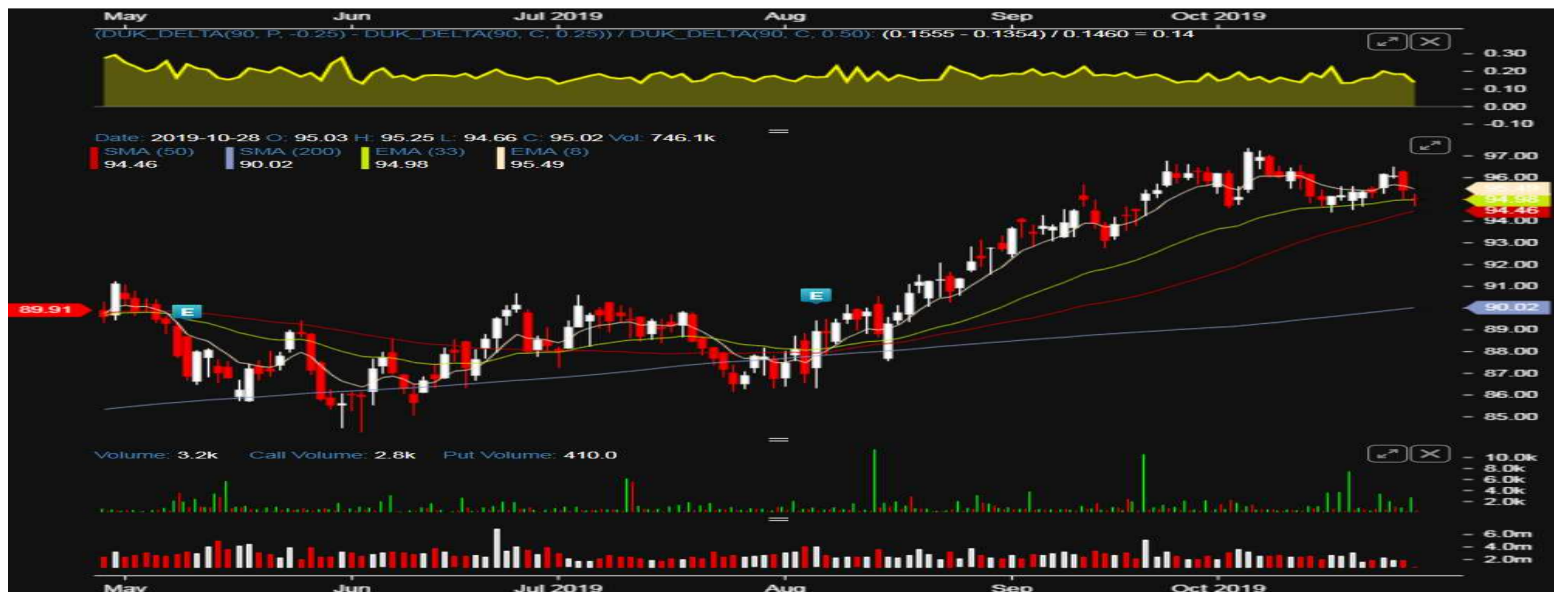 May Jun Jul 2019 Aug Sep Oct 2019
(DUK_DELTA(90, P, -0.25) - DUK_DELTA(90, C, 0.25)) / DUK_DELTA(90, C, 0.50): (0.1555 - 0.1354) / 0.1460 = 0.14
0.30
0.20
0.10
0.00
-0.10
Date: 2019-10-28 O: 95.03 H: 95.25 L: 94.66 C: 95.02 Vol: 746.1k
SMA (50) SMA (200) EMA (33) EMA (8)
94.46 90.02 94.98 95.49
97.00
96.00
95.49
94.98
94.46
94.00
93.00
92.00
91.00
E
E
89.91
90.02
89.00
88.00
87.00
86.00
85.00
Volume: 3.2k Call Volume: 2.8k Put Volume: 410.0
10.0k
8.0k
6.0k
4.0k
2.0k
6.0m
4.0m
2.0m
May Jun Jul 2019 Aug Sep Oct 2019